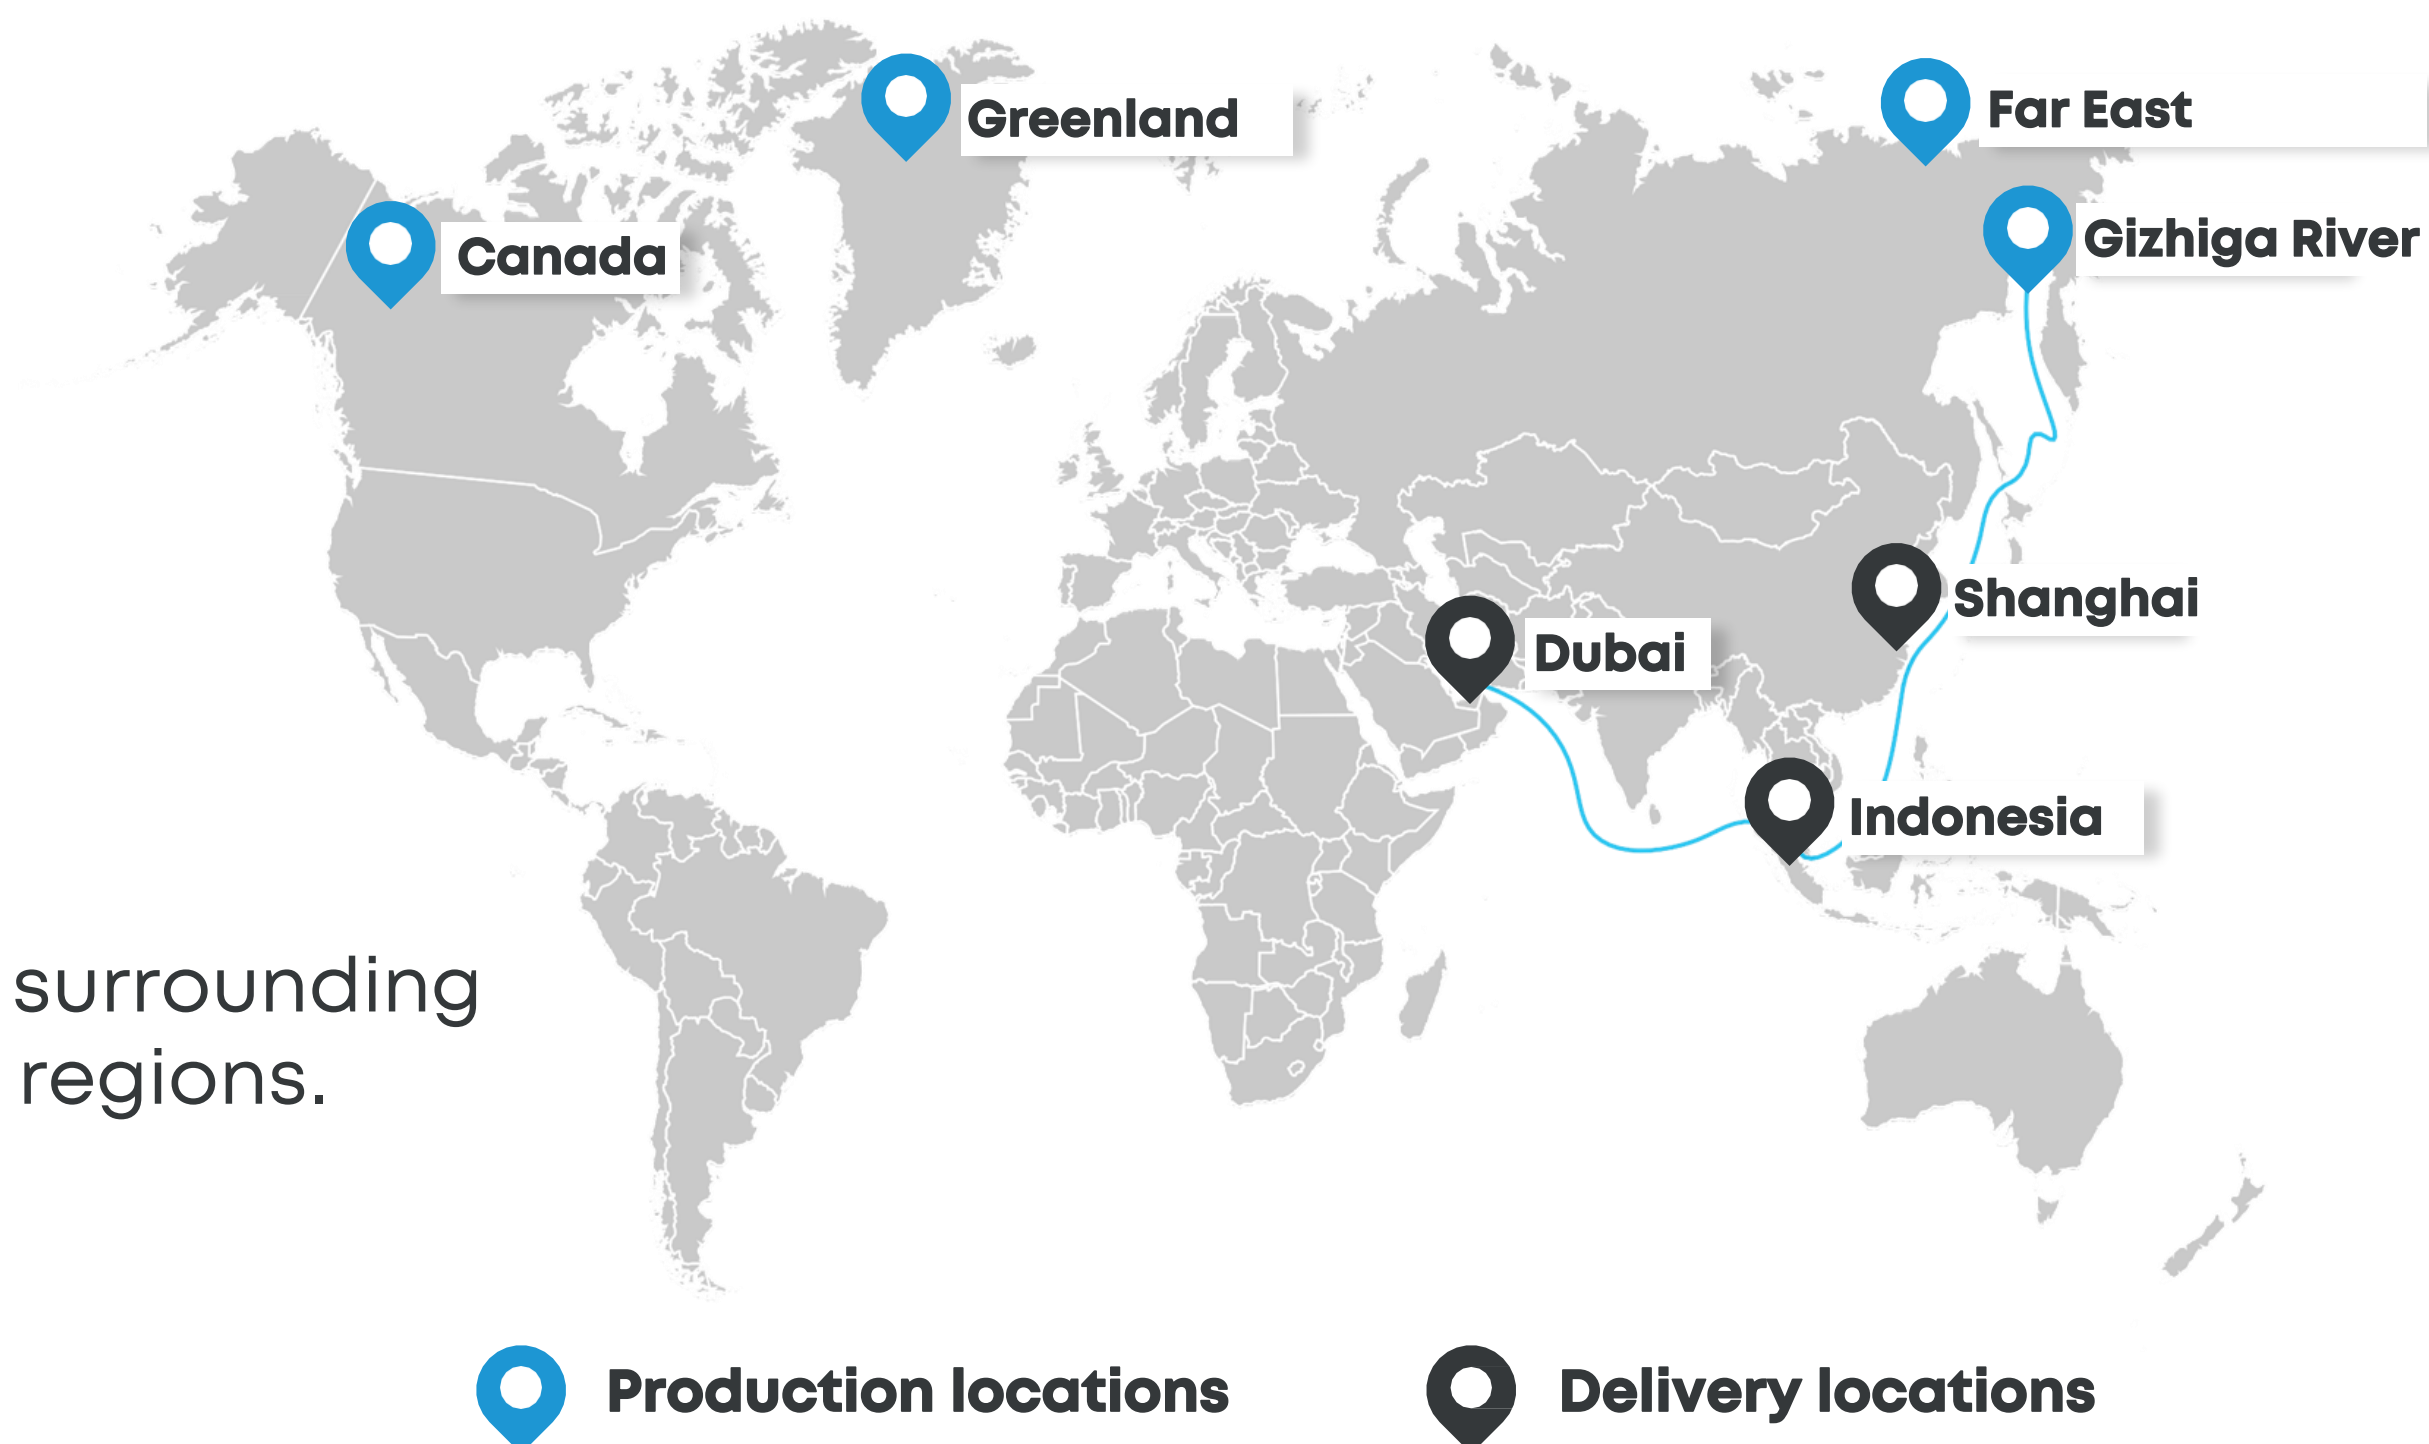 Greenland
Far East
Canada
Gizhiga River
Shanghai
Dubai
Indonesia
surrounding
regions.
Production locations
Delivery locations